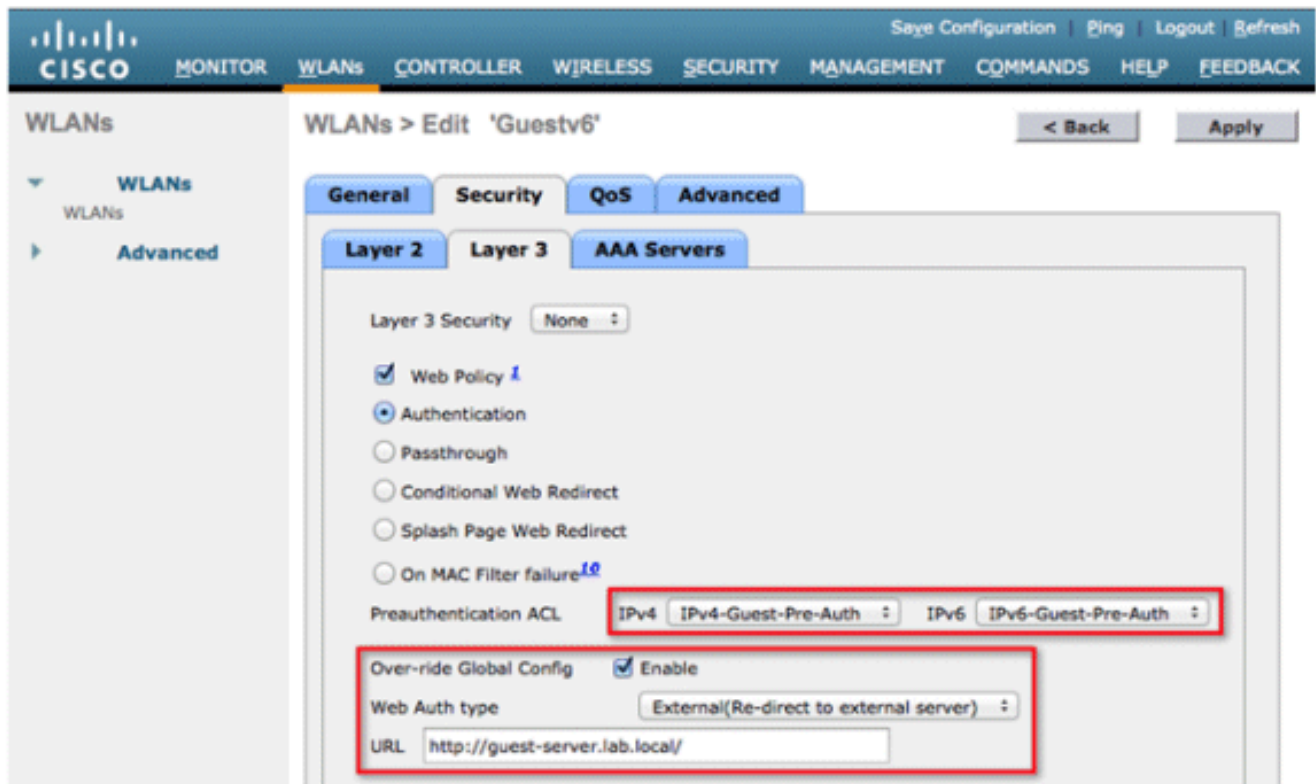 Save Configuration | Ping | Logout | Refresh
CISCO MONITOR WLANs CONTROLLER WIRELESS SECURITY MANAGEMENT COMMANDS HELP FEEDBACK
WLANs
WLANs > Edit 'Guestv6'
< Back Apply
WLANs
WLANs
Advanced
General Security QoS Advanced
Layer 2 Layer 3 AAA Servers
Layer 3 Security None
Web Policy 1
Authentication
Passthrough
Conditional Web Redirect
Splash Page Web Redirect
On MAC Filter failure10
Preauthentication ACL IPv4 IPv4-Guest-Pre-Auth IPv6 IPv6-Guest-Pre-Auth
Over-ride Global Config Enable
Web Auth type External(Re-direct to external server)
URL http://guest-server.lab.local/